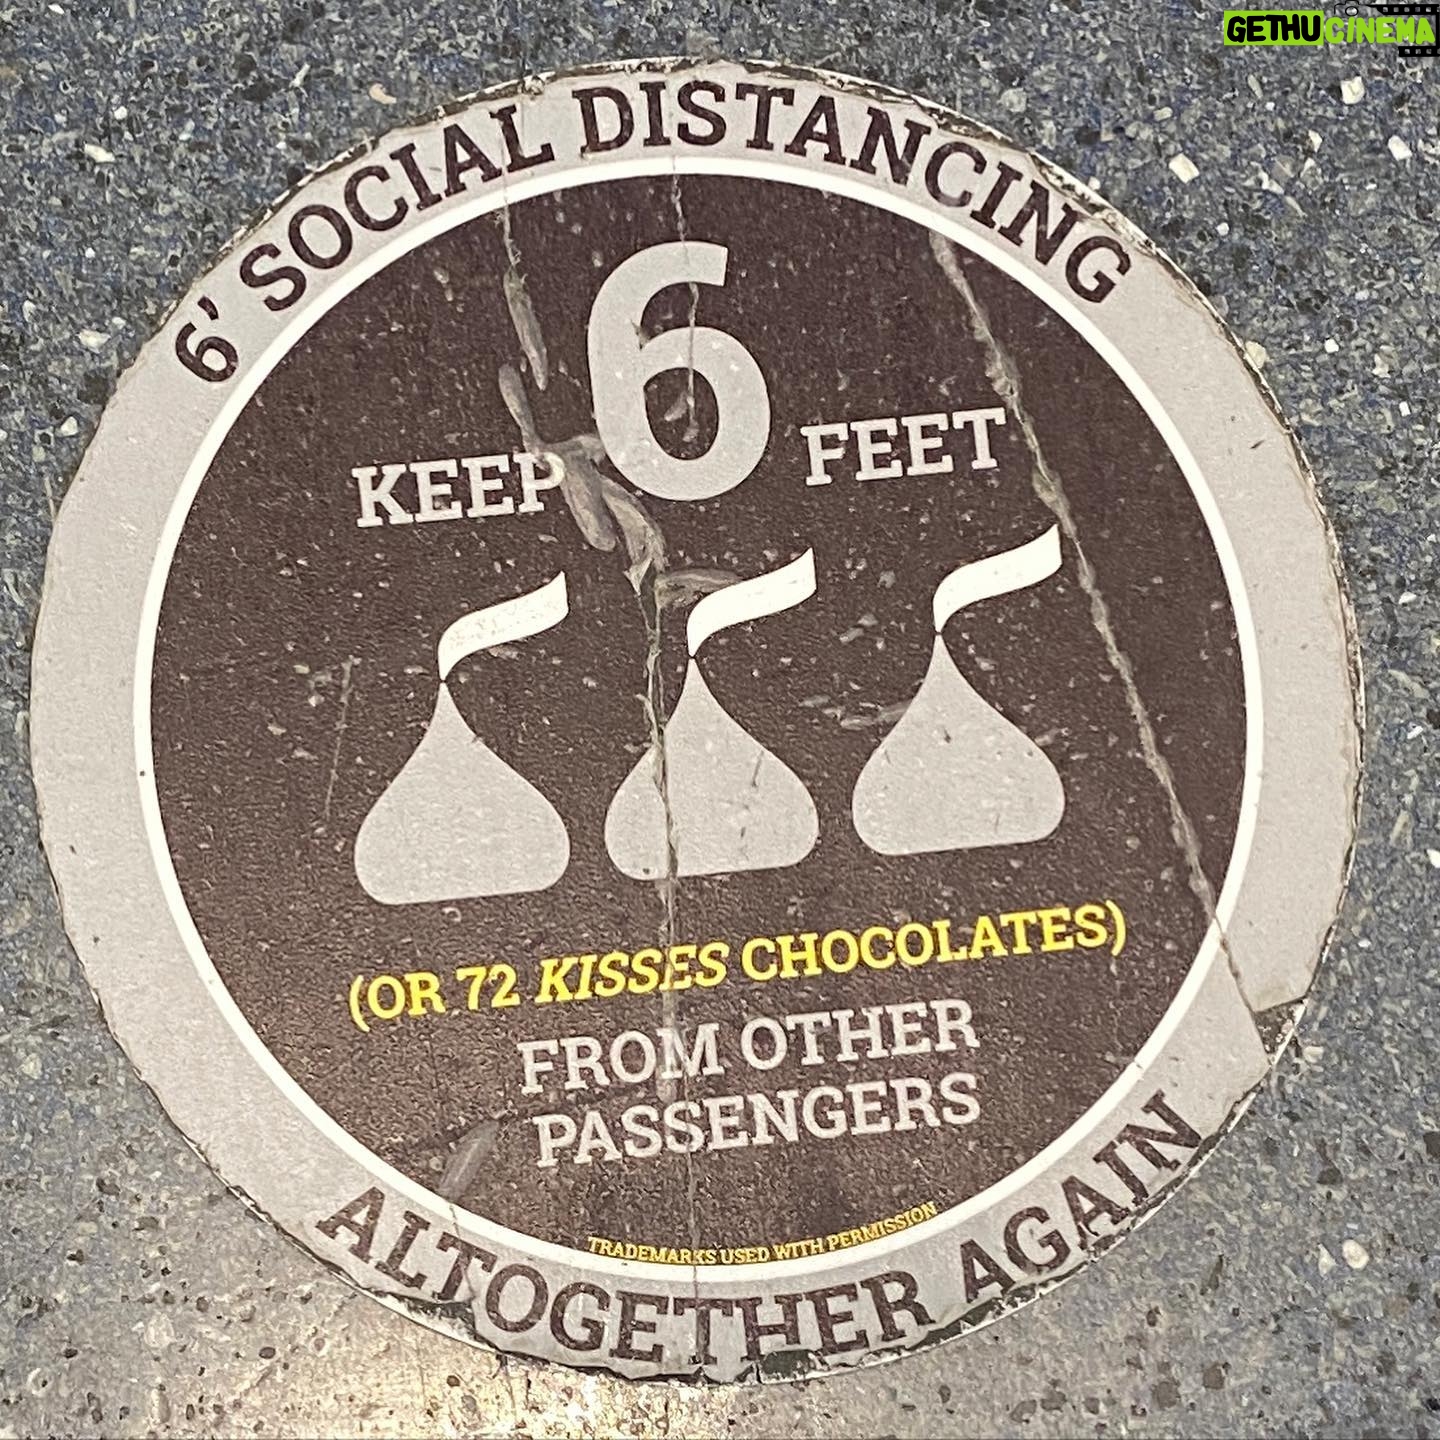 GETHUCINEMA
6' SOCIAL DISTANCING
KEEP 6 FEET
(OR 72 KISSES CHOCOLATES)
FROM OTHER
PASSENGERS
TRADEMARKS USED WITH PERMISSION
ALTOGETHER AGAIN